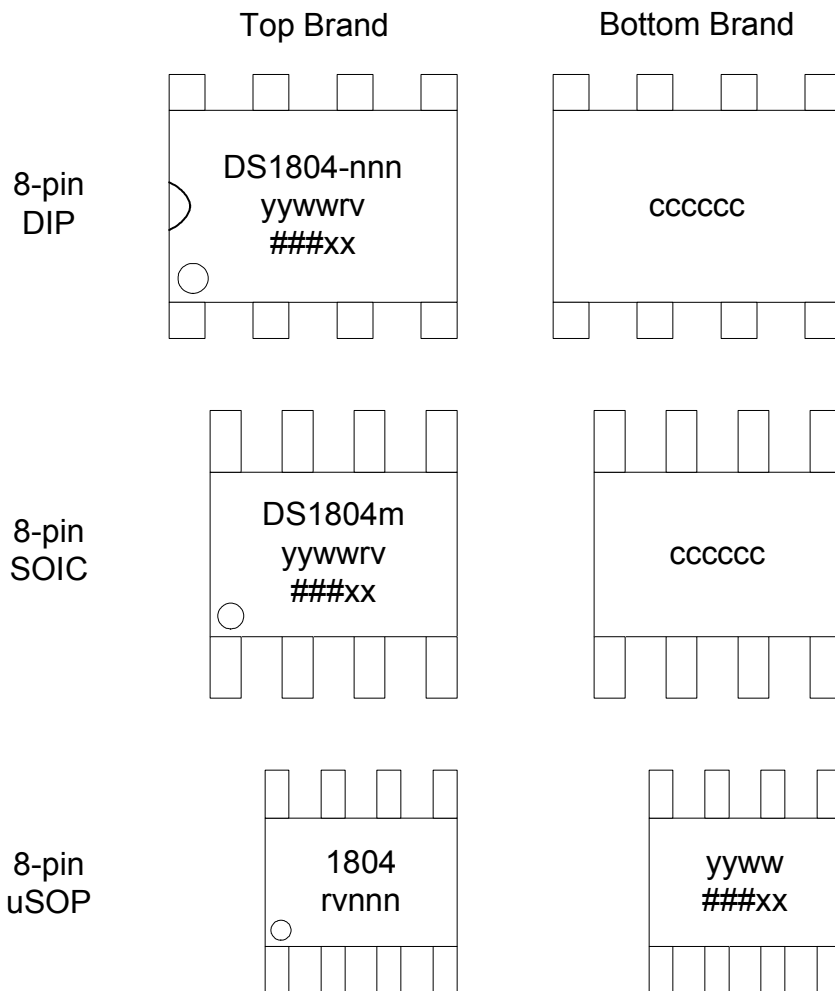 Top Brand
Bottom Brand
8-pin
DIP
DS1804-nnn
yywwrv
###xx
cccccc
8-pin
SOIC
DS1804m
yywwrv
###xx
cccccc
8-pin
uSOP
1804
rvnnn
yyww
###xx